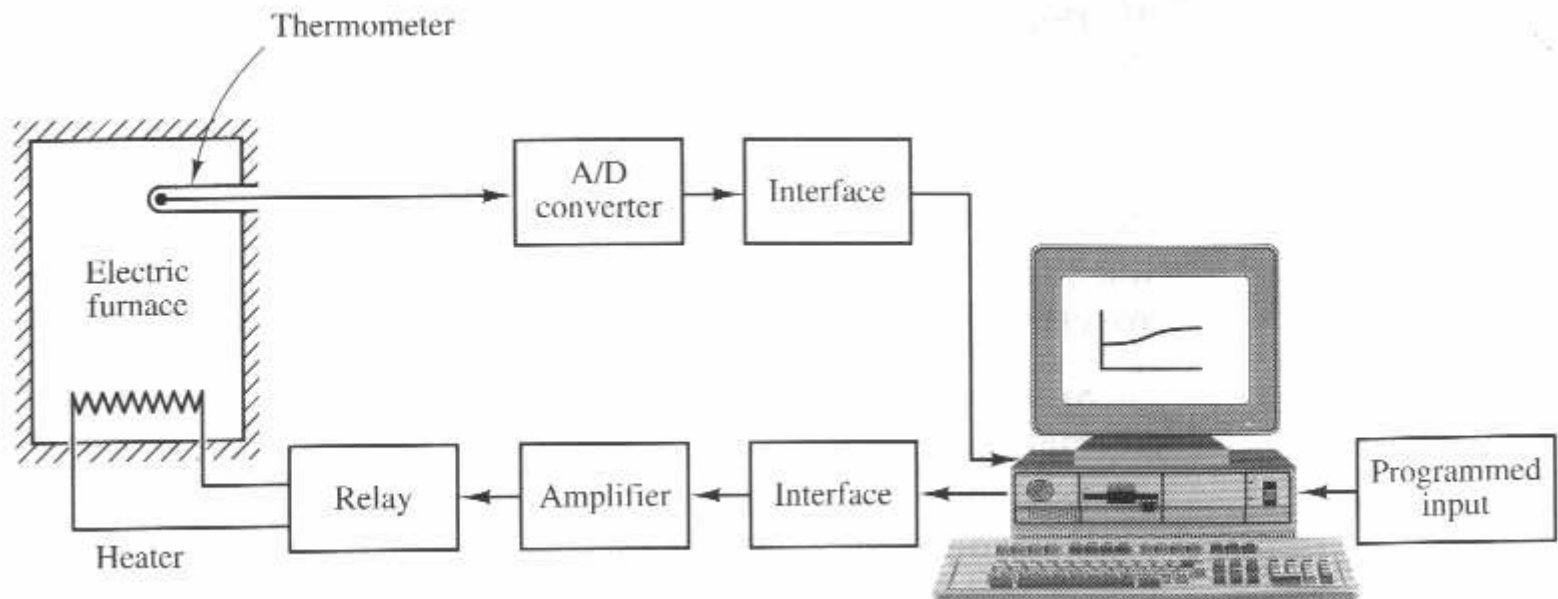 Thermometer
A/D
converter
Interface
Electric
furnace
Relay
Amplifier
Interface
Programmed
input
Heater